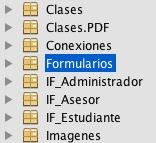 Clases
Clases.PDF
Conexiones
Formularios
IF_Administrador
IF_Asesor
IF_Estudiante
Imagenes